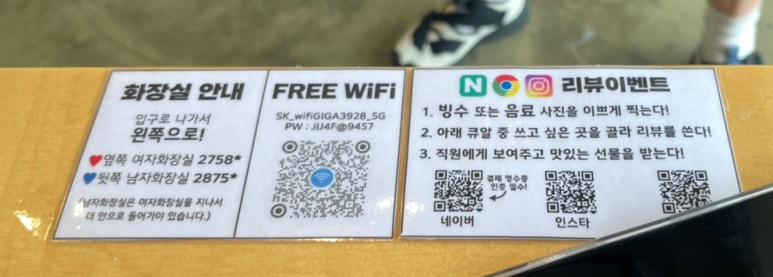 화장실 안내
입구로 나가서
왼쪽으로!
옆쪽 여자화장실 2758*
뒷쪽 남자화장실 2875*
(남자화장실은 여자화장실을 지나서
더 안으로 들어가야 있습니다.)
FREE WiFi
SK_wifiGIGA3928_5G
PW : JIJ4F@9457
N 리뷰이벤트
1. 빙수 또는 음료 사진을 이쁘게 찍는다!
2. 아래 큐알 중 쓰고 싶은 곳을 골라 리뷰를 쓴다!
3. 직원에게 보여주고 맛있는 선물을 받는다!
결제 영수증
인증 필수!
네이버
인스타